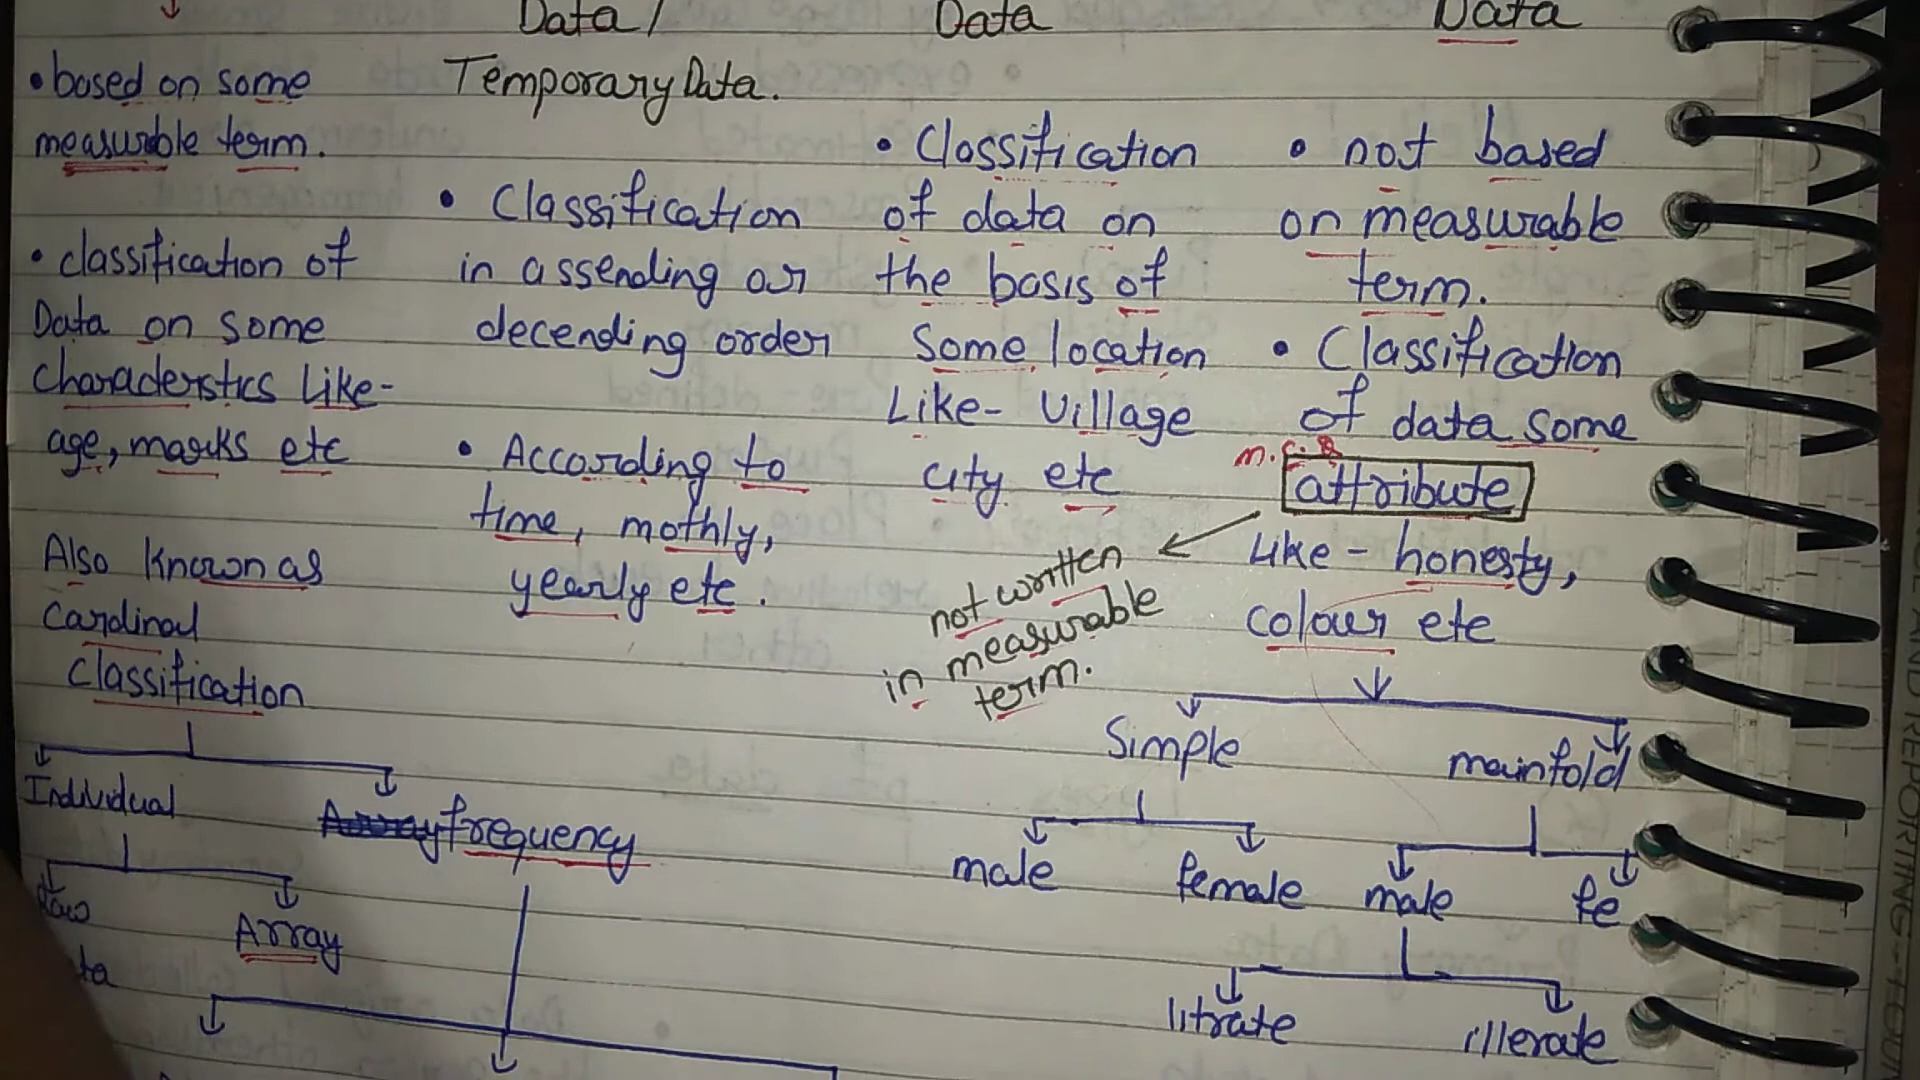 Data /
Data
Data
• based on some
measurable term.
• classification of
Data on some
characterstics Like-
age, marks etc
Also Known as
Cardinal
classification
Individual
frequency
Array
Temporary Data.
• Classification
in assending or
decending order
• According to
time, mothly,
yearly etc.
• Classification
of data on
the basis of
Some location
Like- Village
city etc
• not based
on measurable
term.
• Classification
of data some
attribute
Like - honesty,
colour etc
not written
in measurable
term.
Simple
mainfold
male
female
male
fe
litrate
illerate